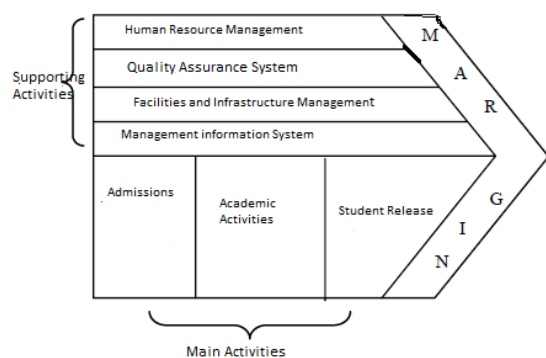 Human Resource Management
Quality Assurance System
Supporting
Activities
Facilities and Infrastructure Management
Management information System
Admissions
Academic
Activities
Student Release
M
A
R
G
I
N
Main Activities